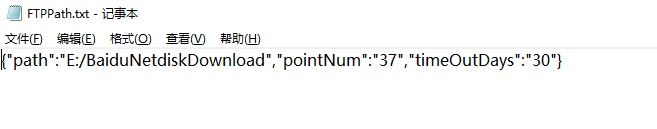 FTPPath.txt - 记事本
文件(F) 编辑(E) 格式(O) 查看(V) 帮助(H)
{"path":"E:/BaiduNetdiskDownload","pointNum":"37","timeOutDays":"30"}